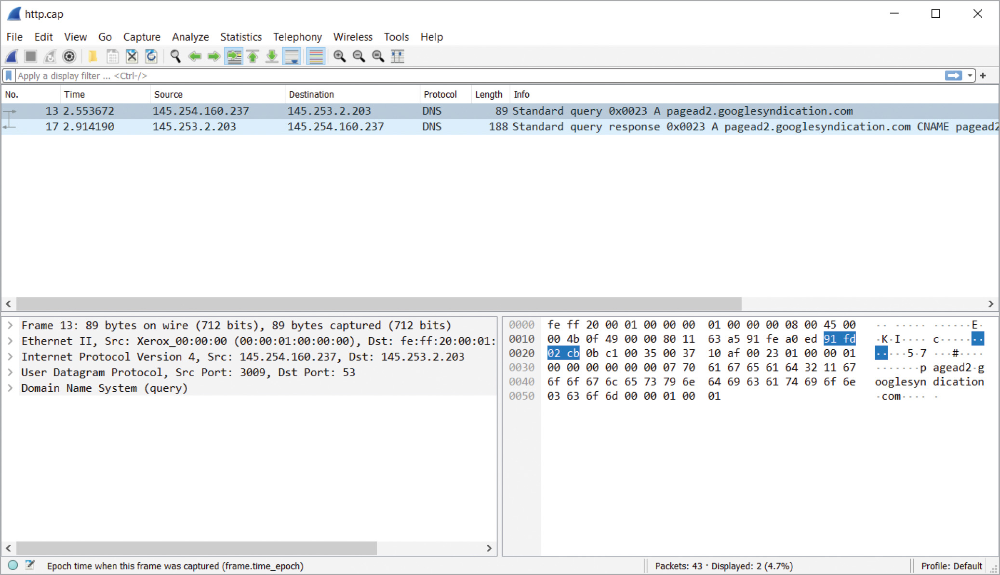 http.cap
File Edit View Go Capture Analyze Statistics Telephony Wireless Tools Help
Apply a display filter ... <Ctrl-/>
No. Time Source Destination Protocol Length Info
13 2.553672 145.254.160.237 145.253.2.203 DNS 89 Standard query 0x0023 A pagead2.googlesyndication.com
17 2.914190 145.253.2.203 145.254.160.237 DNS 188 Standard query response 0x0023 A pagead2.googlesyndication.com CNAME pagead2
Frame 13: 89 bytes on wire (712 bits), 89 bytes captured (712 bits)
Ethernet II, Src: Xerox_00:00:00 (00:00:01:00:00:00), Dst: fe:ff:20:00:01:
Internet Protocol Version 4, Src: 145.254.160.237, Dst: 145.253.2.203
User Datagram Protocol, Src Port: 3009, Dst Port: 53
Domain Name System (query)
0000 fe ff 20 00 01 00 00 00 01 00 00 00 08 00 45 00 ·· ····· ······E·
0010 00 4b 0f 49 00 00 80 11 63 a5 91 fe a0 ed 91 fd ·K·I···· c·······
0020 02 cb 0b c1 00 35 00 37 10 af 00 23 01 00 00 01 ·····5·7 ···#····
0030 00 00 00 00 00 00 07 70 61 67 65 61 64 32 11 67 ·······p agead2·g
0040 6f 6f 67 6c 65 73 79 6e 64 69 63 61 74 69 6f 6e ooglesyn dication
0050 03 63 6f 6d 00 00 01 00 01 ·com···· ·
Epoch time when this frame was captured (frame.time_epoch)
Packets: 43 · Displayed: 2 (4.7%)
Profile: Default